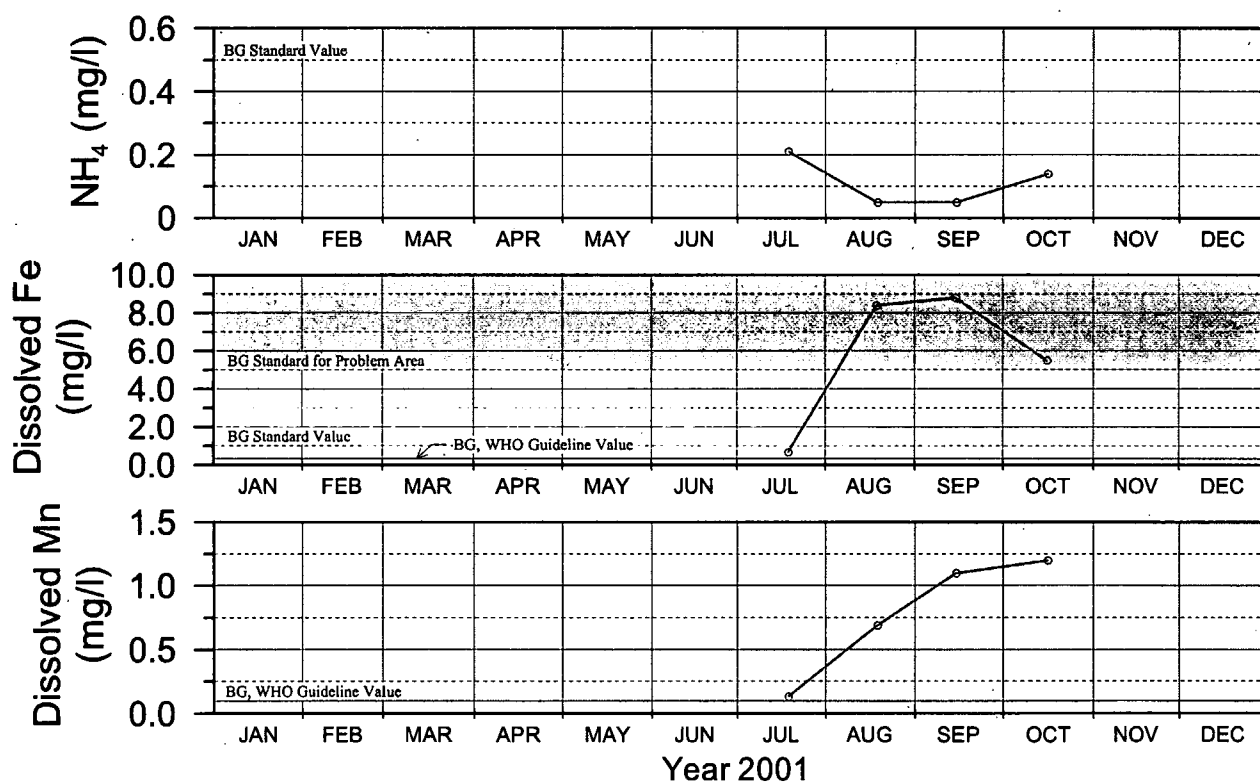 NH₄ (mg/l)
0.6
0.4
0.2
0
BG Standard Value
JAN FEB MAR APR MAY JUN JUL AUG SEP OCT NOV DEC
Dissolved Fe
(mg/l)
10.0
8.0
6.0
4.0
2.0
0.0
BG Standard for Problem Area
BG Standard Value
BG, WHO Guideline Value
JAN FEB MAR APR MAY JUN JUL AUG SEP OCT NOV DEC
Dissolved Mn
(mg/l)
1.5
1.0
0.5
0.0
BG, WHO Guideline Value
JAN FEB MAR APR MAY JUN JUL AUG SEP OCT NOV DEC
Year 2001